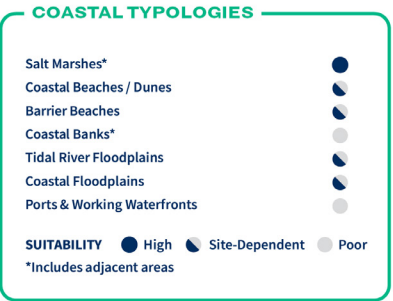 COASTAL TYPOLOGIES
Salt Marshes*
Coastal Beaches / Dunes
Barrier Beaches
Coastal Banks*
Tidal River Floodplains
Coastal Floodplains
Ports & Working Waterfronts
SUITABILITY High Site-Dependent Poor
*Includes adjacent areas